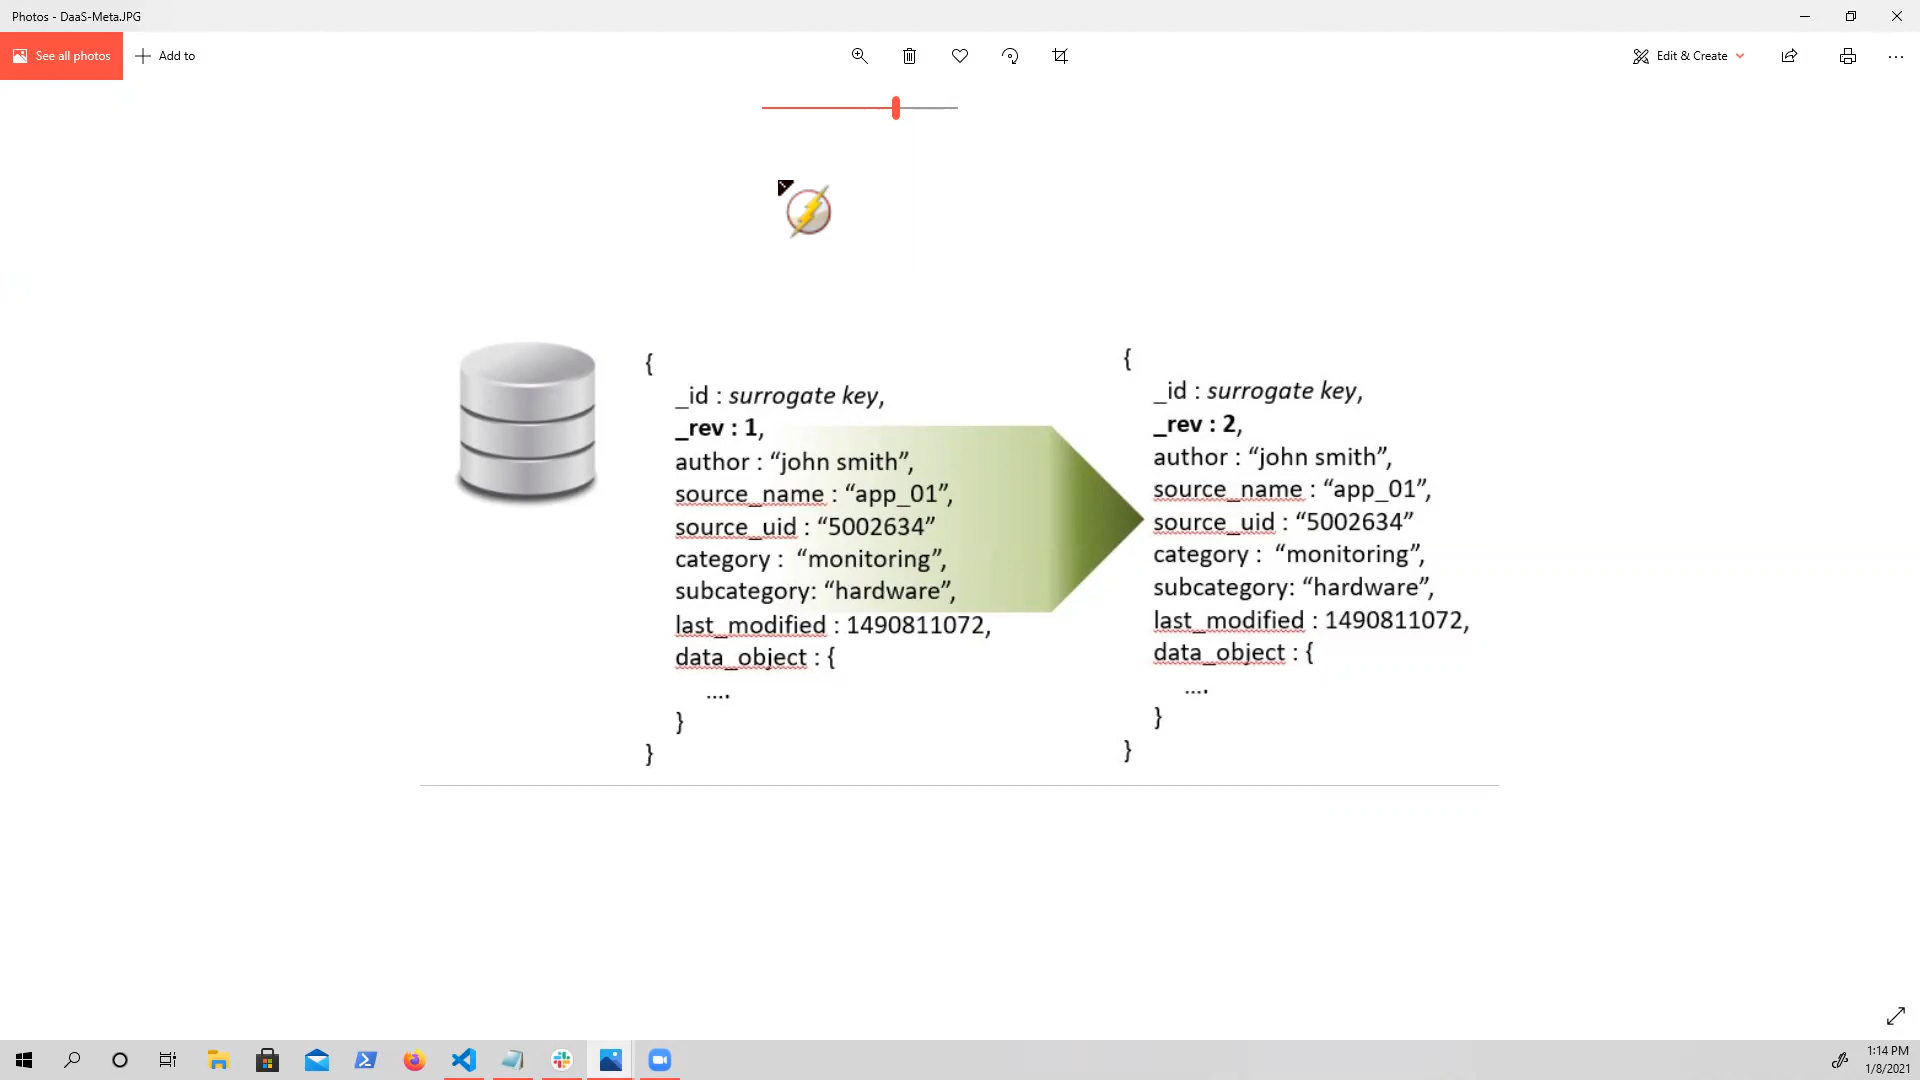 Photos - DaaS-Meta.JPG
See all photos
Add to
Edit & Create
{
_id : surrogate key,
_rev : 1,
author : “john smith”,
source_name : “app_01”,
source_uid : “5002634”
category :  “monitoring”,
subcategory: “hardware”,
last_modified : 1490811072,
data_object : {
....
}
}
{
_id : surrogate key,
_rev : 2,
author : “john smith”,
source_name : “app_01”,
source_uid : “5002634”
category :  “monitoring”,
subcategory: “hardware”,
last_modified : 1490811072,
data_object : {
....
}
}
1:14 PM
1/8/2021